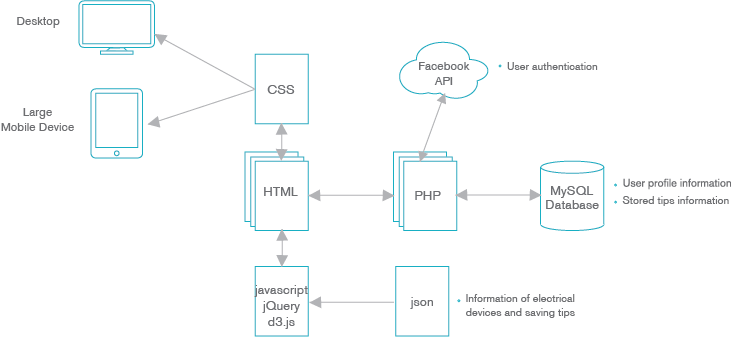 Desktop
Large
Mobile Device
CSS
Facebook
API
• User authentication
HTML
PHP
MySQL
Database
• User profile information
• Stored tips information
javascript
jQuery
d3.js
json
• Information of electrical
devices and saving tips